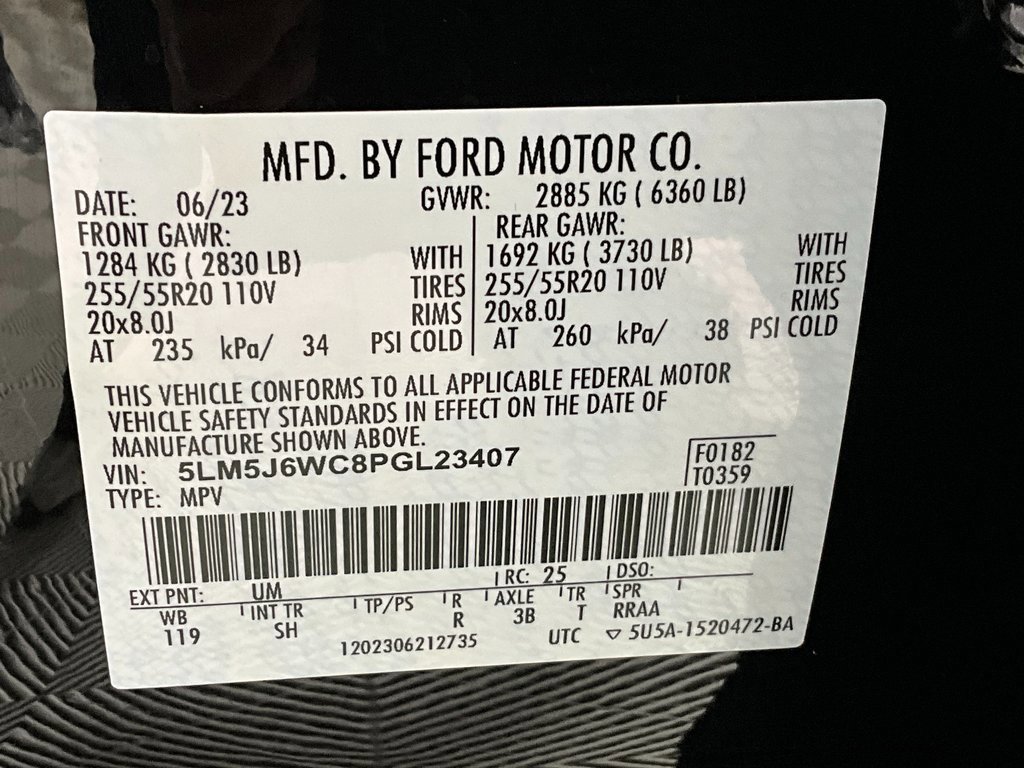 MFD. BY FORD MOTOR CO.
DATE: 06/23 GVWR: 2885 KG ( 6360 LB)
FRONT GAWR: REAR GAWR:
1284 KG ( 2830 LB) WITH 1692 KG ( 3730 LB) WITH
255/55R20 110V TIRES 255/55R20 110V TIRES
20x8.0J RIMS 20x8.0J RIMS
AT 235 kPa/ 34 PSI COLD AT 260 kPa/ 38 PSI COLD
THIS VEHICLE CONFORMS TO ALL APPLICABLE FEDERAL MOTOR
VEHICLE SAFETY STANDARDS IN EFFECT ON THE DATE OF
MANUFACTURE SHOWN ABOVE.
VIN: 5LM5J6WC8PGL23407 F0182
TYPE: MPV T0359
EXT PNT: UM RC: 25 DSO:
WB INT TR TP/PS R AXLE TR SPR
119 SH R 3B T RRAA
1202306212735 UTC ▽ 5U5A-1520472-BA